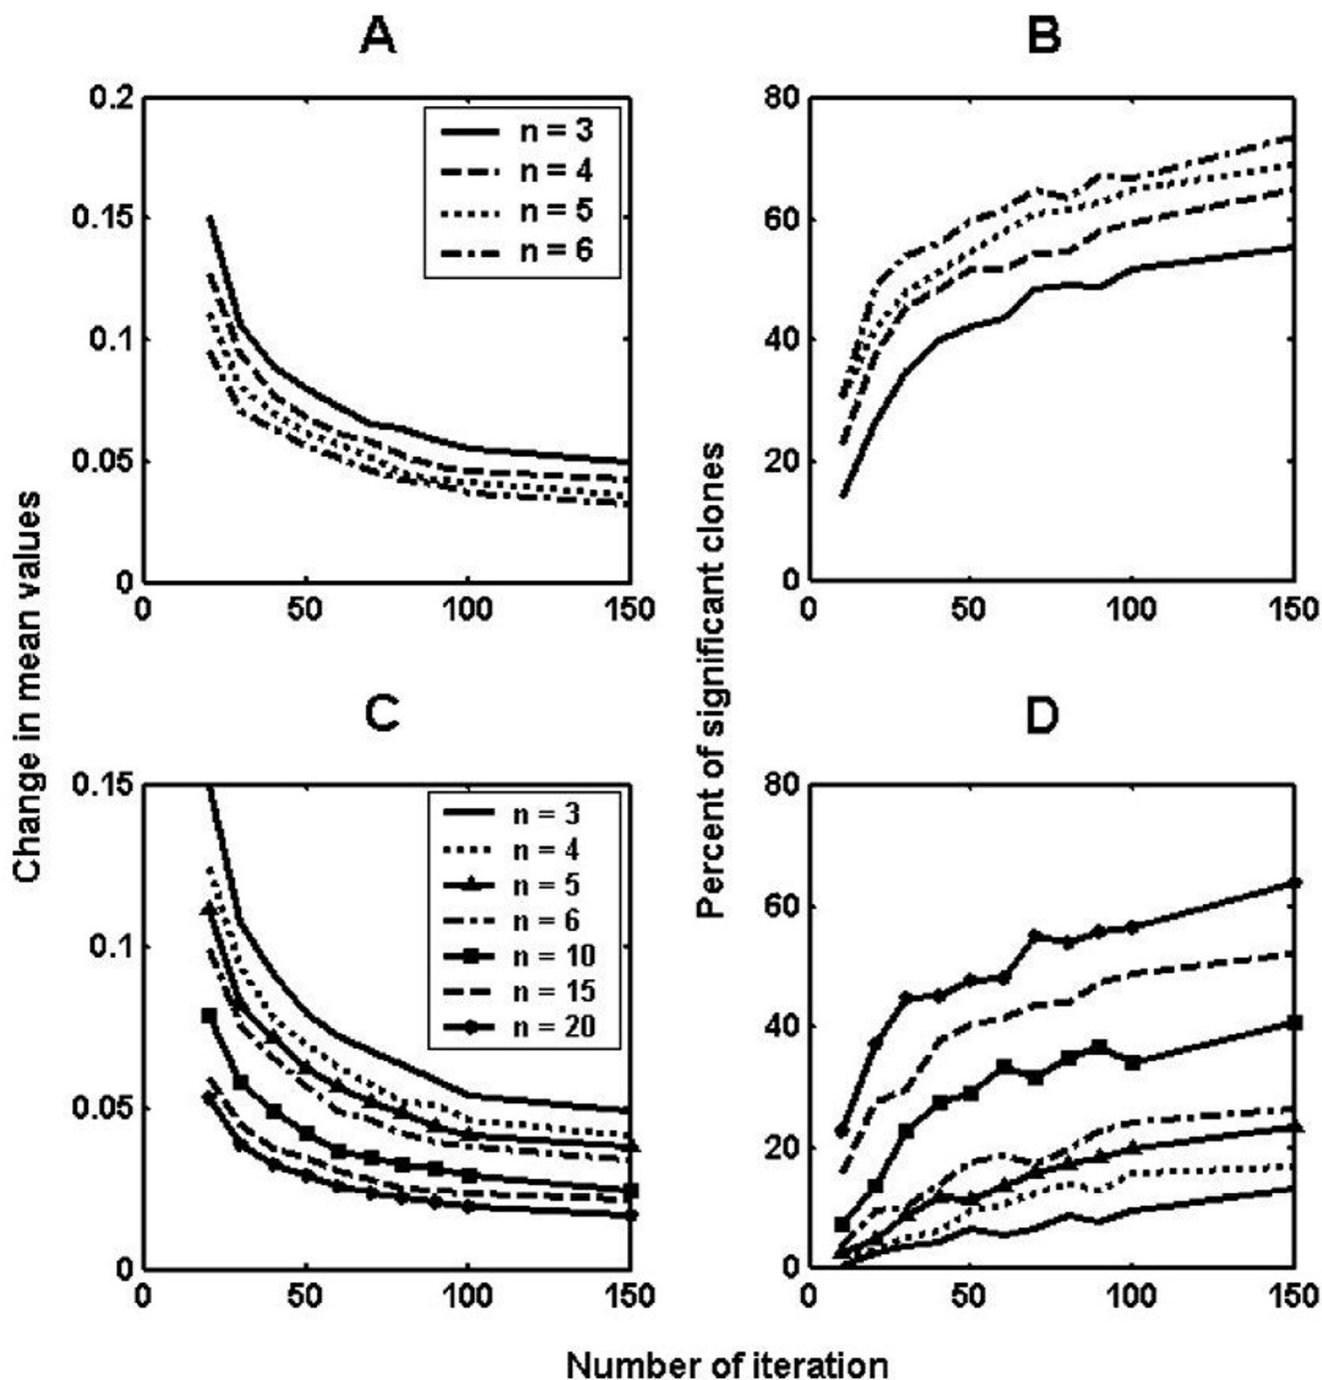 A
0.2
0.15
0.1
0.05
0
0
50
100
150
n = 3
n = 4
n = 5
n = 6
B
80
60
40
20
0
0
50
100
150
Change in mean values
Percent of significant clones
C
0.15
0.1
0.05
0
0
50
100
150
n = 3
n = 4
n = 5
n = 6
n = 10
n = 15
n = 20
D
80
60
40
20
0
0
50
100
150
Number of iteration